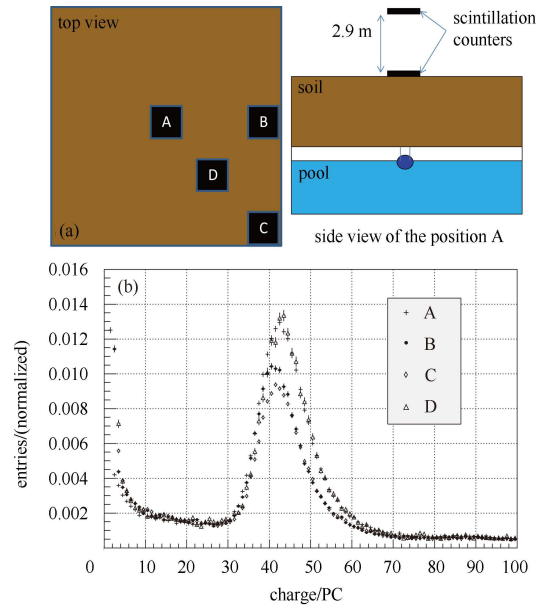 top view
A
B
D
C
(a)
2.9 m
scintillation
counters
soil
pool
side view of the position A
(b)
A
B
C
D
entries/(normalized)
0.016
0.014
0.012
0.010
0.008
0.006
0.004
0.002
0 10 20 30 40 50 60 70 80 90 100
charge/PC